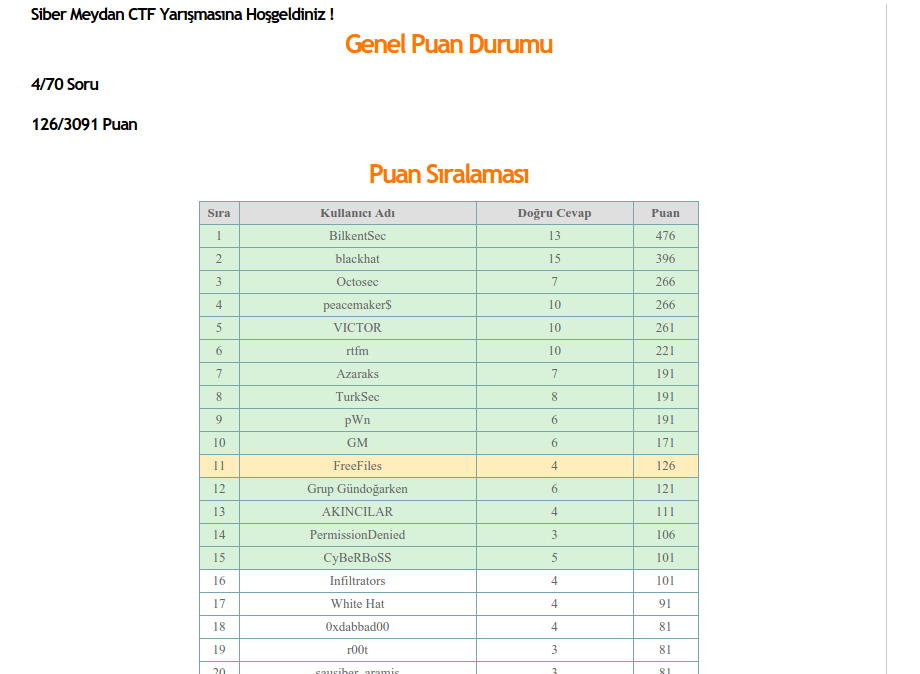 Siber Meydan CTF Yarışmasına Hoşgeldiniz !
Genel Puan Durumu
4/70 Soru
126/3091 Puan
Puan Sıralaması
Sıra Kullanıcı Adı Doğru Cevap Puan
1 BilkentSec 13 476
2 blackhat 15 396
3 Octosec 7 266
4 peacemaker$ 10 266
5 VICTOR 10 261
6 rtfm 10 221
7 Azaraks 7 191
8 TurkSec 8 191
9 pWn 6 191
10 GM 6 171
11 FreeFiles 4 126
12 Grup Gündoğarken 6 121
13 AKINCILAR 4 111
14 PermissionDenied 3 106
15 CyBeRBoSS 5 101
16 Infiltrators 4 101
17 White Hat 4 91
18 0xdabbad00 4 81
19 r00t 3 81
20 sausiber_aramis 3 81